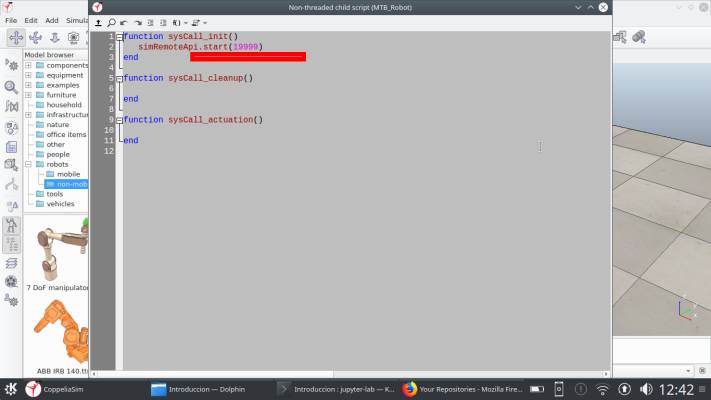 Non-threaded child script (MTB_Robot)
File Edit Add Simula
Model browser
components
equipment
examples
furniture
household
infrastructur
nature
office items
other
people
robots
mobile
non-mob
tools
vehicles
7 DoF manipulator
ABB IRB 140.tt
f()
1 function sysCall_init()
2 simRemoteApi.start(19999)
3 end
4
5 function sysCall_cleanup()
6
7 end
8
9 function sysCall_actuation()
10
11 end
12
CoppeliaSim
Introduccion — Dolphin
Introduccion : jupyter-lab — K...
Your Repositories - Mozilla Fire...
12:42